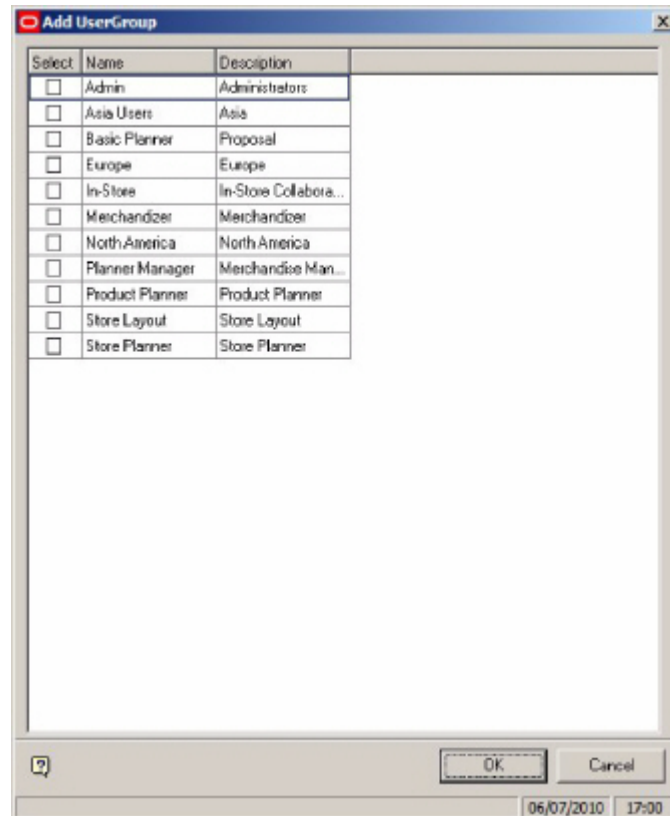 Add UserGroup
Select Name Description
Admin Administrators
Asia Users Asia
Basic Planner Proposal
Europe Europe
In-Store In-Store Collabora...
Merchandizer Merchandizer
North America North America
Planner Manager Merchandise Man...
Product Planner Product Planner
Store Layout Store Layout
Store Planner Store Planner
OK Cancel
06/07/2010 17:00